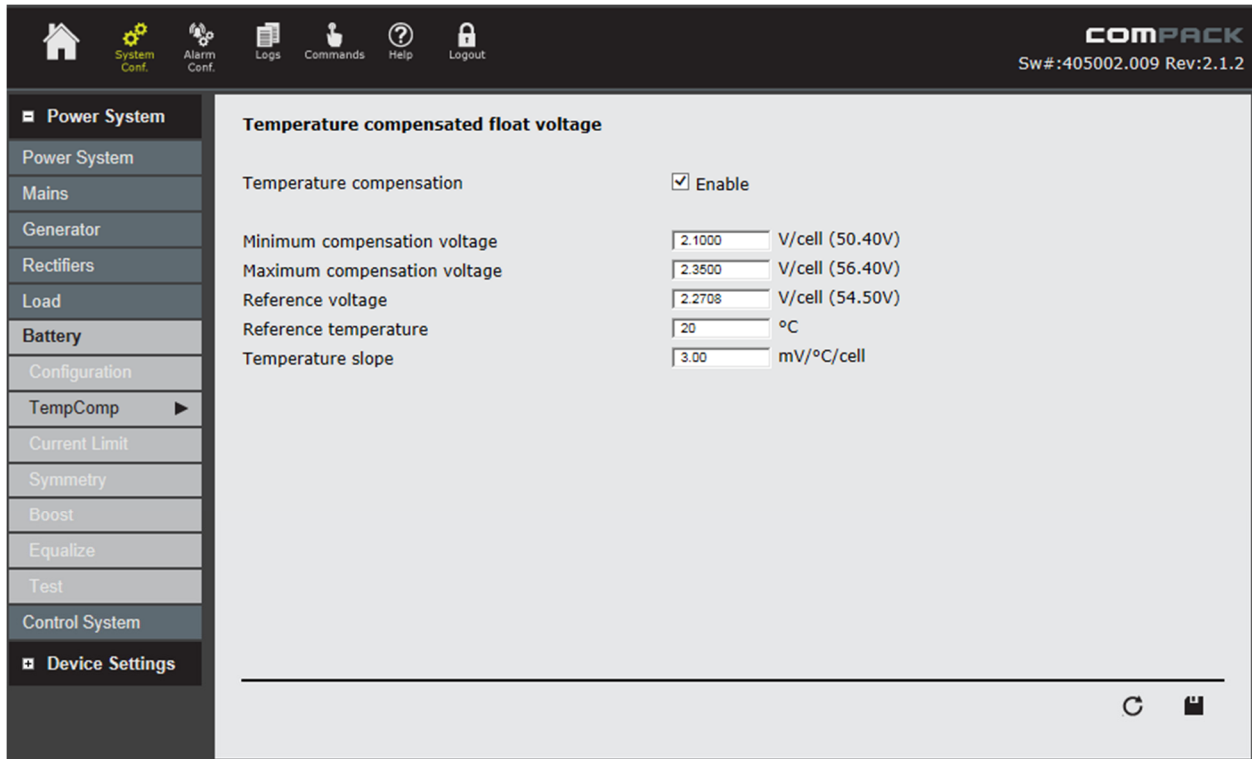 System Conf.
Alarm Conf.
Logs
Commands
Help
Logout
COMPACK
Sw#:405002.009 Rev:2.1.2
Power System
Power System
Mains
Generator
Rectifiers
Load
Battery
Configuration
TempComp
Current Limit
Symmetry
Boost
Equalize
Test
Control System
Device Settings
Temperature compensated float voltage
Temperature compensation Enable
Minimum compensation voltage 2.1000 V/cell (50.40V)
Maximum compensation voltage 2.3500 V/cell (56.40V)
Reference voltage 2.2708 V/cell (54.50V)
Reference temperature 20 ºC
Temperature slope 3.00 mV/ºC/cell